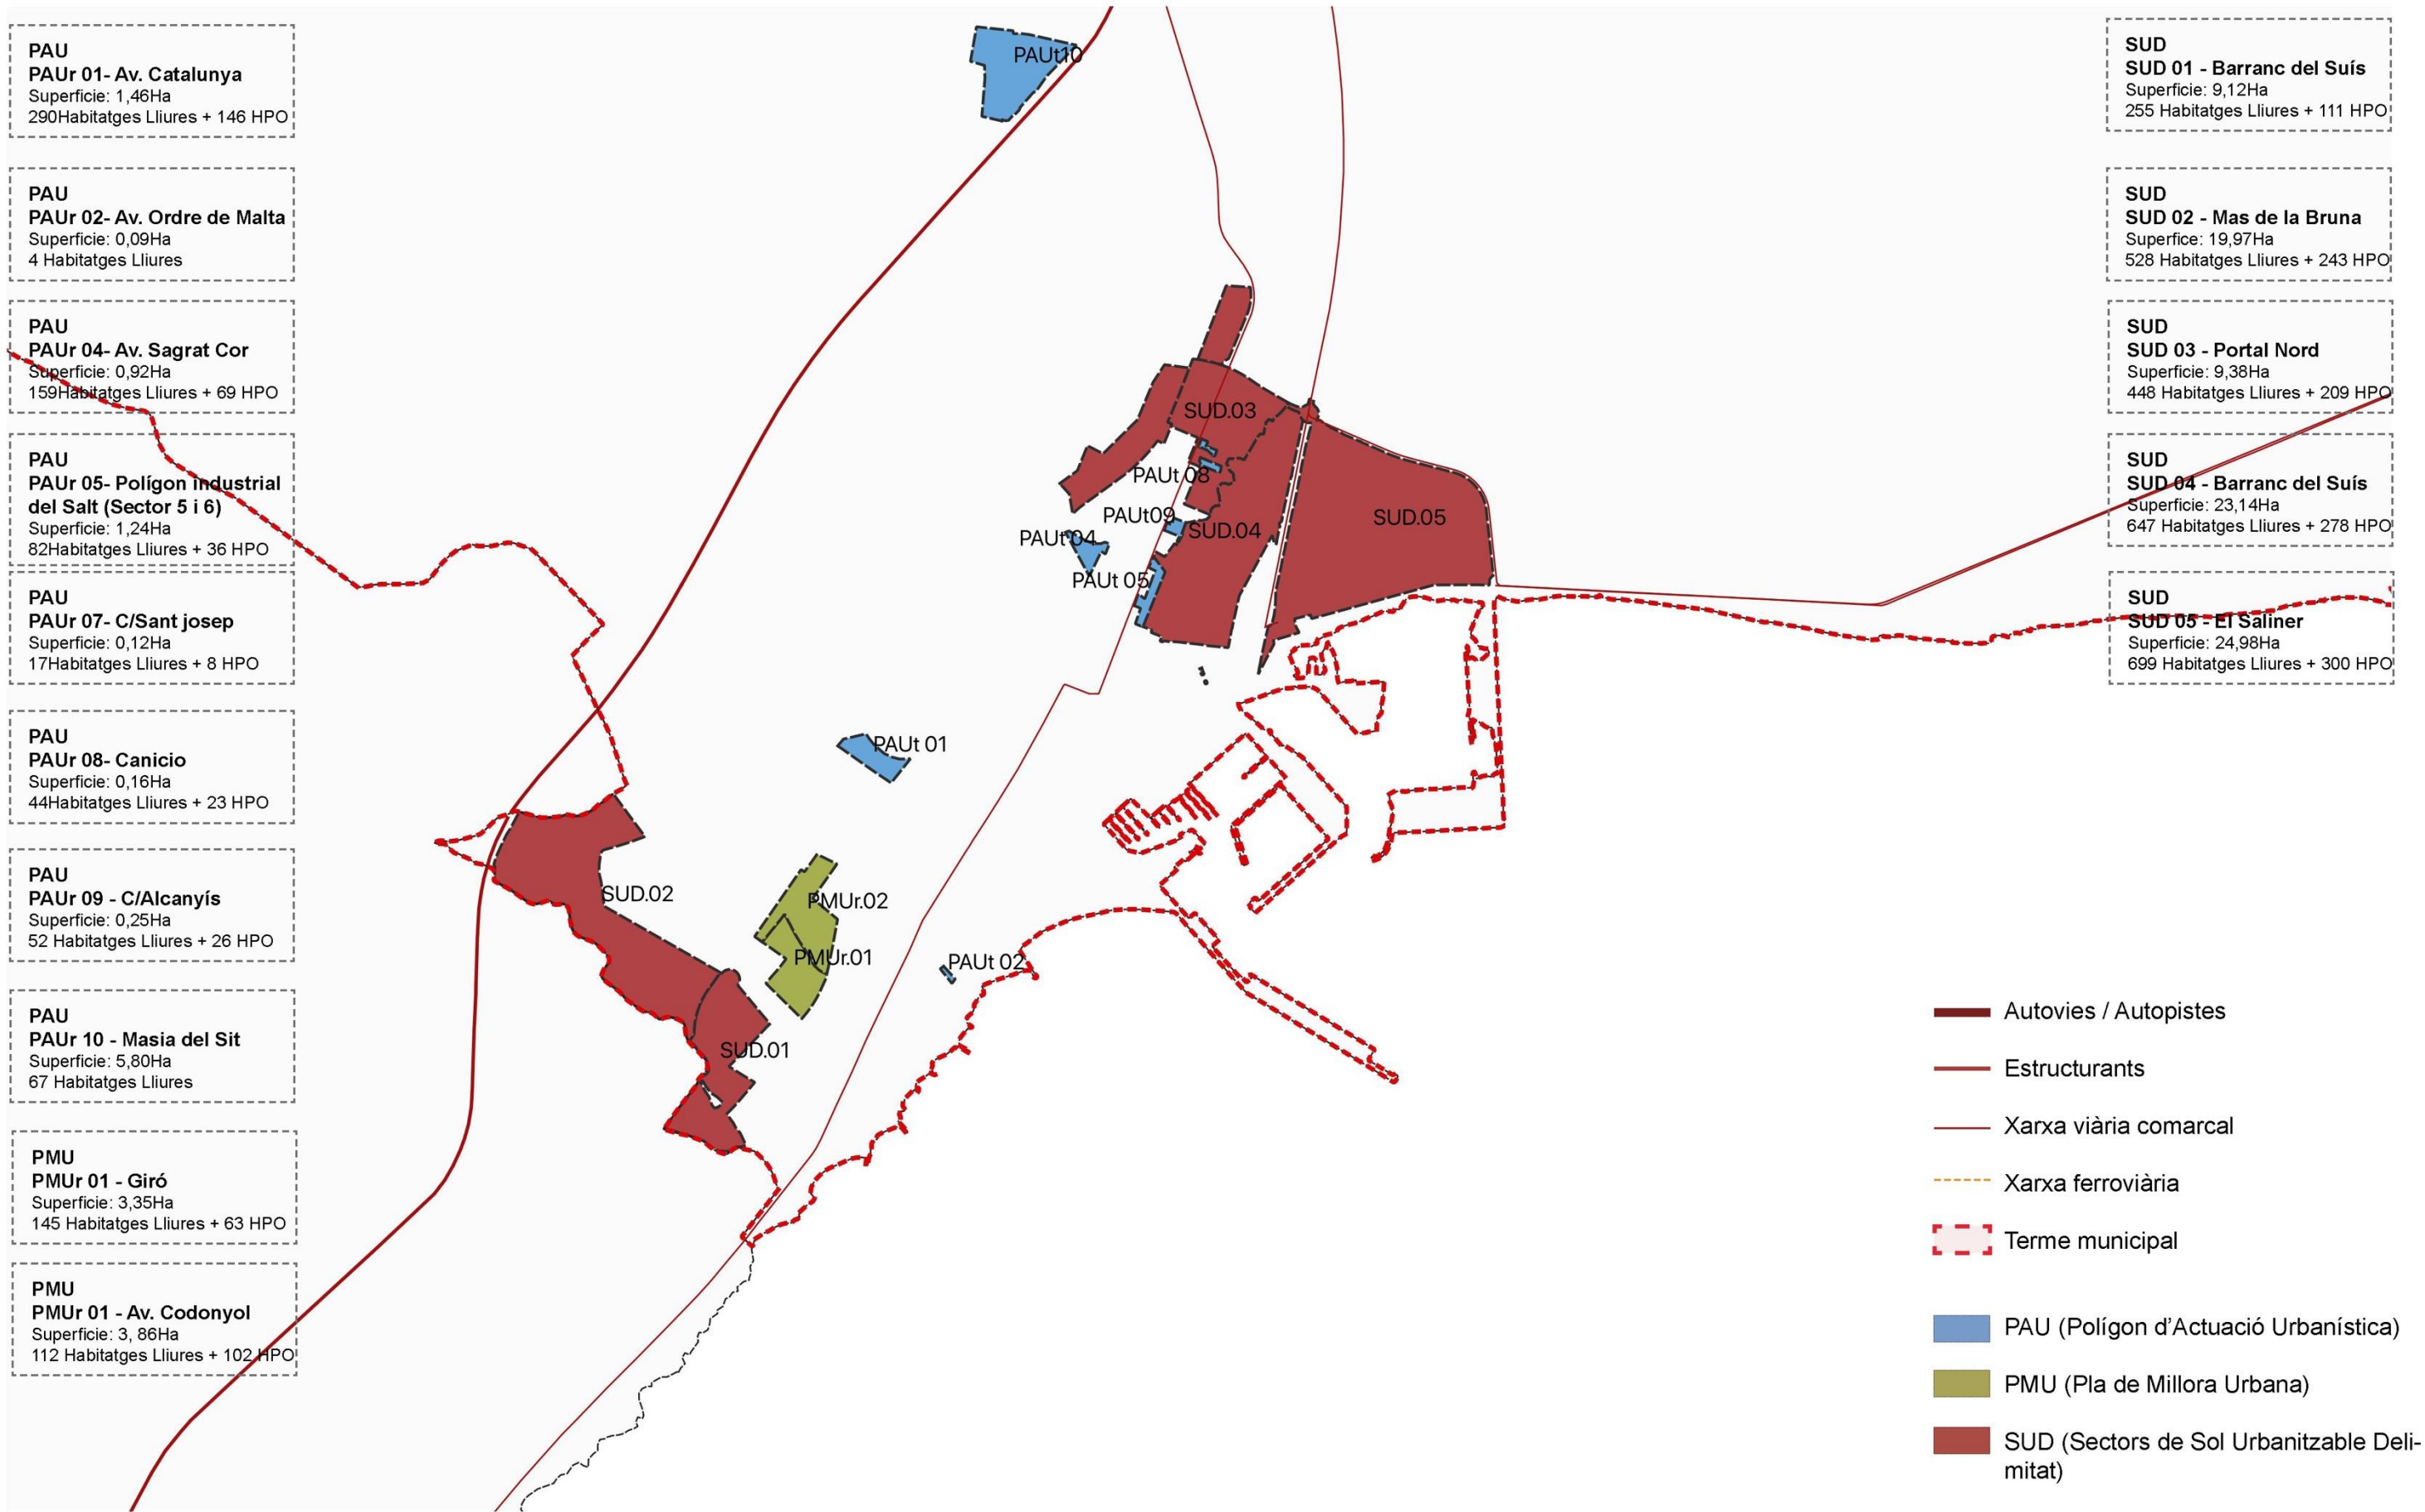 PAU
PAUr 01- Av. Catalunya
Superficie: 1,46Ha
290Habitatges Lliures + 146 HPO
PAU
PAUr 02- Av. Ordre de Malta
Superficie: 0,09Ha
4 Habitatges Lliures
PAU
PAUr 04- Av. Sagrat Cor
Superficie: 0,92Ha
159Habitatges Lliures + 69 HPO
PAU
PAUr 05- Polígon industrial
del Salt (Sector 5 i 6)
Superficie: 1,24Ha
82Habitatges Lliures + 36 HPO
PAU
PAUr 07- C/Sant josep
Superficie: 0,12Ha
17Habitatges Lliures + 8 HPO
PAU
PAUr 08- Canicio
Superficie: 0,16Ha
44Habitatges Lliures + 23 HPO
PAU
PAUr 09 - C/Alcanyís
Superficie: 0,25Ha
52 Habitatges Lliures + 26 HPO
PAU
PAUr 10 - Masia del Sit
Superficie: 5,80Ha
67 Habitatges Lliures
PMU
PMUr 01 - Giró
Superficie: 3,35Ha
145 Habitatges Lliures + 63 HPO
PMU
PMUr 01 - Av. Codonyol
Superficie: 3, 86Ha
112 Habitatges Lliures + 102 HPO
PAUt10
SUD.03
PAUt 08
PAUt09
SUD.04
SUD.05
PAUt 04
PAUt 05
PAUt 01
SUD.02
PMUr.02
PMUr.01
PAUt 02
SUD.01
SUD
SUD 01 - Barranc del Suís
Superficie: 9,12Ha
255 Habitatges Lliures + 111 HPO
SUD
SUD 02 - Mas de la Bruna
Superfice: 19,97Ha
528 Habitatges Lliures + 243 HPO
SUD
SUD 03 - Portal Nord
Superficie: 9,38Ha
448 Habitatges Lliures + 209 HPO
SUD
SUD 04 - Barranc del Suís
Superficie: 23,14Ha
647 Habitatges Lliures + 278 HPO
SUD
SUD 05 - El Saliner
Superficie: 24,98Ha
699 Habitatges Lliures + 300 HPO
Autovies / Autopistes
Estructurants
Xarxa viària comarcal
Xarxa ferroviària
Terme municipal
PAU (Polígon d'Actuació Urbanística)
PMU (Pla de Millora Urbana)
SUD (Sectors de Sol Urbanitzable Deli-
mitat)